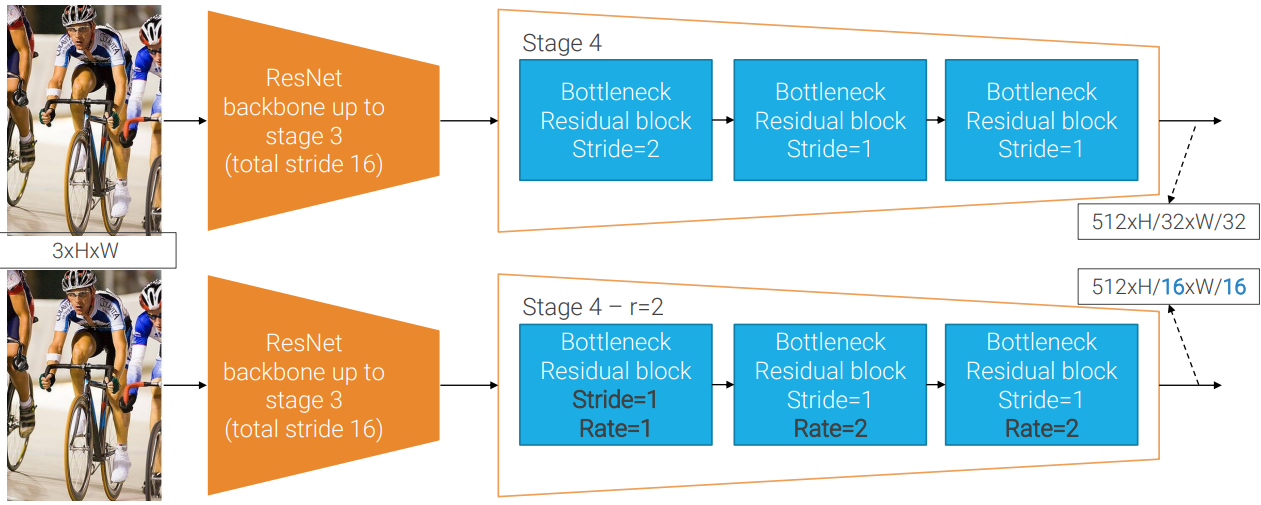 ResNet
backbone up to
stage 3
(total stride 16)
Stage 4
Bottleneck
Residual block
Stride=2
Bottleneck
Residual block
Stride=1
Bottleneck
Residual block
Stride=1
512xH/32xW/32
3xHxW
ResNet
backbone up to
stage 3
(total stride 16)
Stage 4 – r=2
Bottleneck
Residual block
Stride=1
Rate=1
Bottleneck
Residual block
Stride=1
Rate=2
Bottleneck
Residual block
Stride=1
Rate=2
512xH/16xW/16